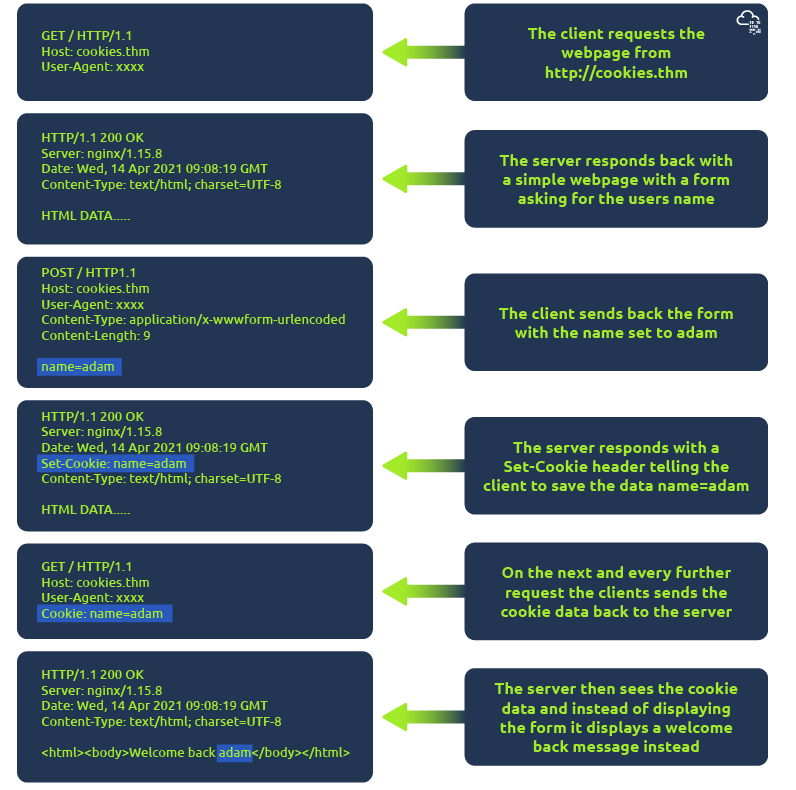 GET / HTTP/1.1
Host: cookies.thm
User-Agent: xxxx
The client requests the
webpage from
http://cookies.thm
HTTP/1.1 200 OK
Server: nginx/1.15.8
Date: Wed, 14 Apr 2021 09:08:19 GMT
Content-Type: text/html; charset=UTF-8
HTML DATA.....
The server responds back with
a simple webpage with a form
asking for the users name
POST / HTTP1.1
Host: cookies.thm
User-Agent: xxxx
Content-Type: application/x-wwwform-urlencoded
Content-Length: 9
name=adam
The client sends back the form
with the name set to adam
HTTP/1.1 200 OK
Server: nginx/1.15.8
Date: Wed, 14 Apr 2021 09:08:19 GMT
Set-Cookie: name=adam
Content-Type: text/html; charset=UTF-8
HTML DATA.....
The server responds with a
Set-Cookie header telling the
client to save the data name=adam
GET / HTTP/1.1
Host: cookies.thm
User-Agent: xxxx
Cookie: name=adam
On the next and every further
request the clients sends the
cookie data back to the server
HTTP/1.1 200 OK
Server: nginx/1.15.8
Date: Wed, 14 Apr 2021 09:08:19 GMT
Content-Type: text/html; charset=UTF-8
<html><body>Welcome back adam</body></html>
The server then sees the cookie
data and instead of displaying
the form it displays a welcome
back message instead